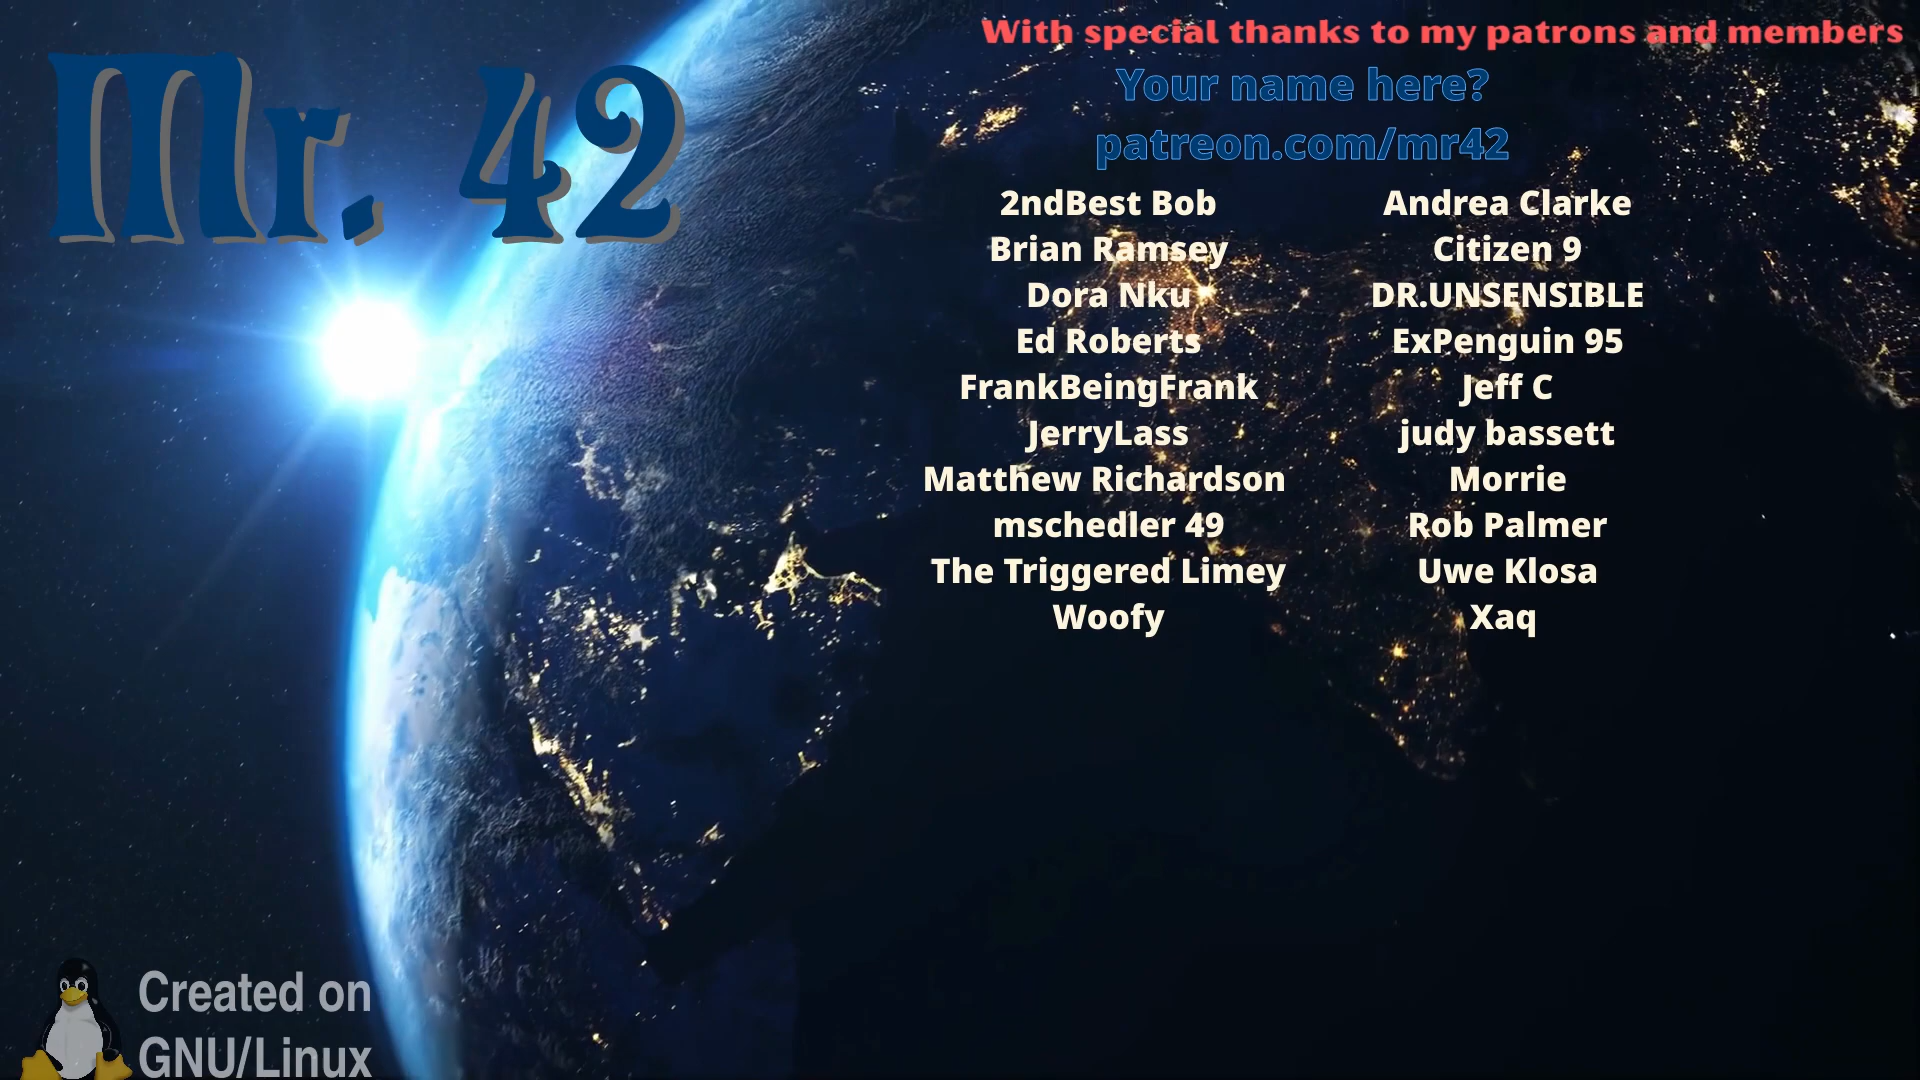 Mr. 42
With special thanks to my patrons and members
Your name here?
patreon.com/mr42
2ndBest Bob
Andrea Clarke
Brian Ramsey
Citizen 9
Dora Nku
DR.UNSENSIBLE
Ed Roberts
ExPenguin 95
FrankBeingFrank
Jeff C
JerryLass
judy bassett
Matthew Richardson
Morrie
mschedler 49
Rob Palmer
The Triggered Limey
Uwe Klosa
Woofy
Xaq
Created on
GNU/Linux